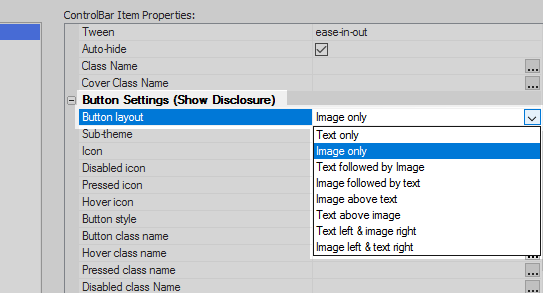 ControlBar Item Properties:
Tween ease-in-out
Auto-hide
Class Name ...
Cover Class Name ...
Button Settings (Show Disclosure)
Button layout Image only
Sub-theme Text only
Icon Image only
Disabled icon Text followed by Image
Pressed icon Image followed by text
Hover icon Image above text
Button style Text above image
Button class name Text left & image right
Hover class name Image left & text right
Pressed class name ...
Disabled class Name ...